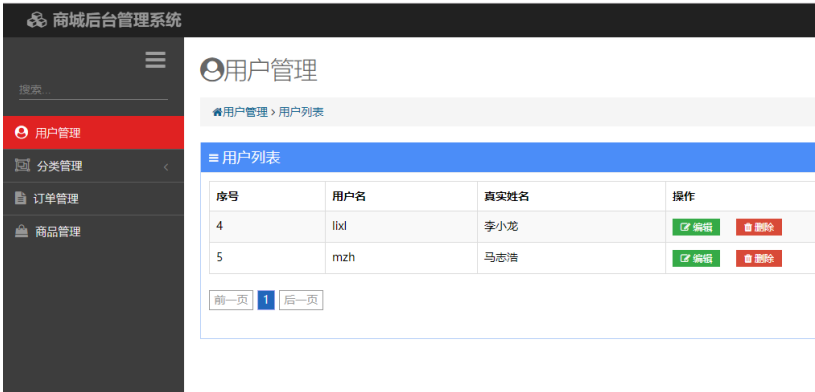 商城后台管理系统
搜索...
用户管理
分类管理
订单管理
商品管理
用户管理
用户管理 › 用户列表
用户列表
序号 用户名 真实姓名 操作
4 lixl 李小龙 编辑 删除
5 mzh 马志浩 编辑 删除
前一页 1 后一页